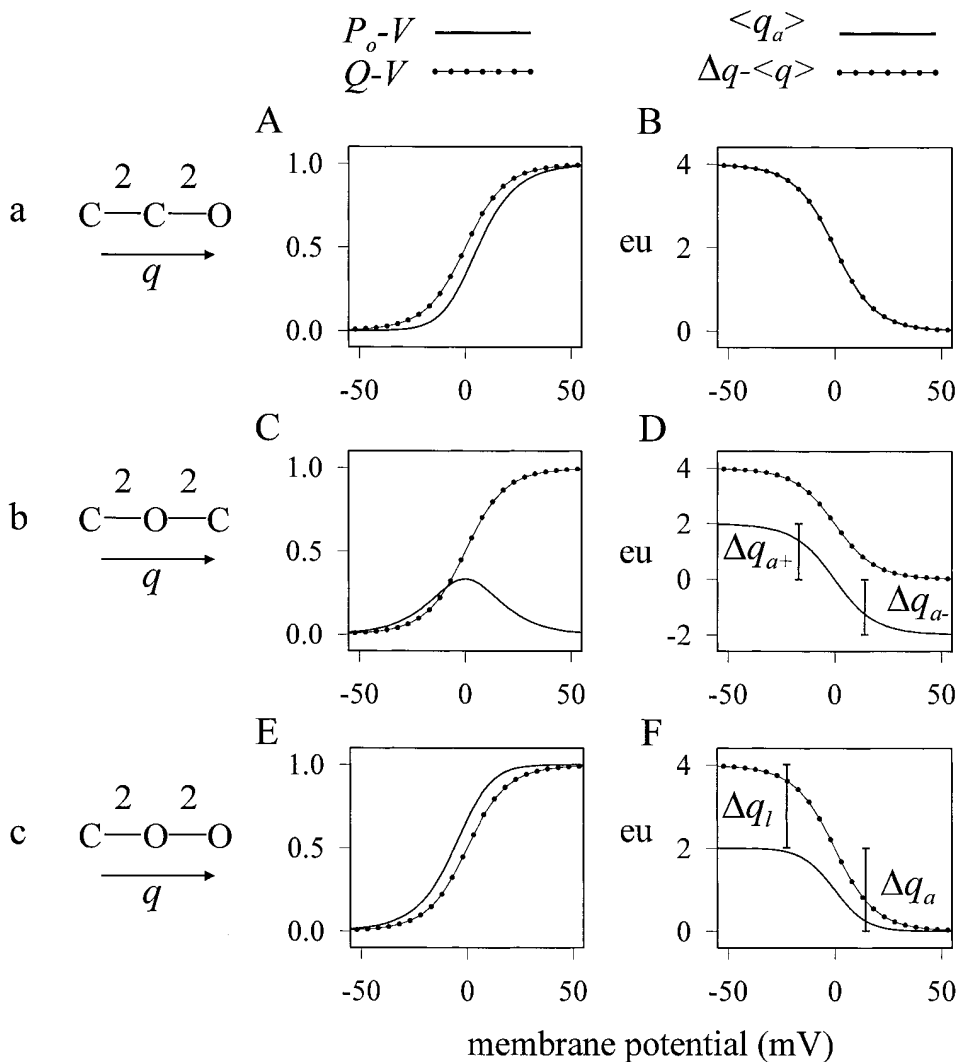 P_o-V
Q-V
<q_a>
Δq-<q>
A
B
a
2 2
C—C—O
q
1.0
0.5
0.0
-50 0 50
4
eu 2
0
-50 0 50
C
D
b
2 2
C—O—C
q
1.0
0.5
0.0
-50 0 50
4
2
eu
0
-2
Δq_{a+}
Δq_{a-}
-50 0 50
E
F
c
2 2
C—O—O
q
1.0
0.5
0.0
-50 0 50
4
eu 2
0
Δq_l
Δq_a
-50 0 50
membrane potential (mV)